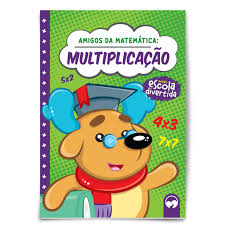 AMIGOS DA MATEMÁTICA:
MULTIPLICAÇÃO
5x2
escola
divertida
4x3
7x7